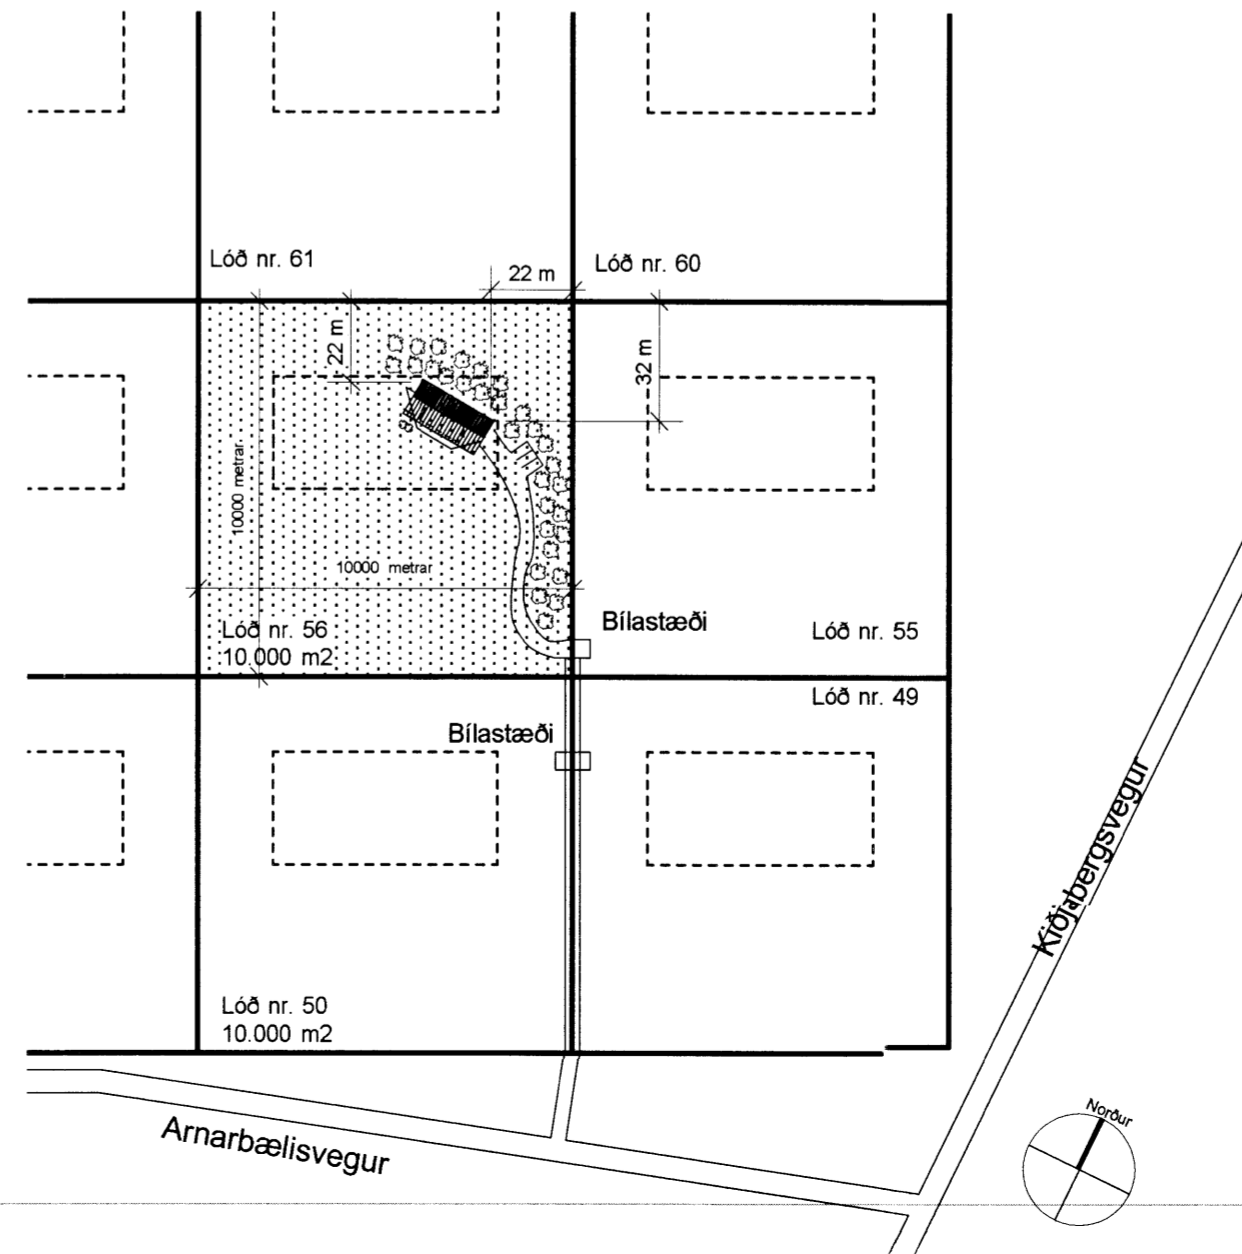 Lóð nr. 61
22 m
Lóð nr. 60
22 m
32 m
10000 metrar
10000 metrar
Lóð nr. 56
10.000 m2
Bílastæði
Lóð nr. 55
Lóð nr. 49
Bílastæði
Kiðjabergsvegur
Lóð nr. 50
10.000 m2
Arnarbælisvegur
Norður